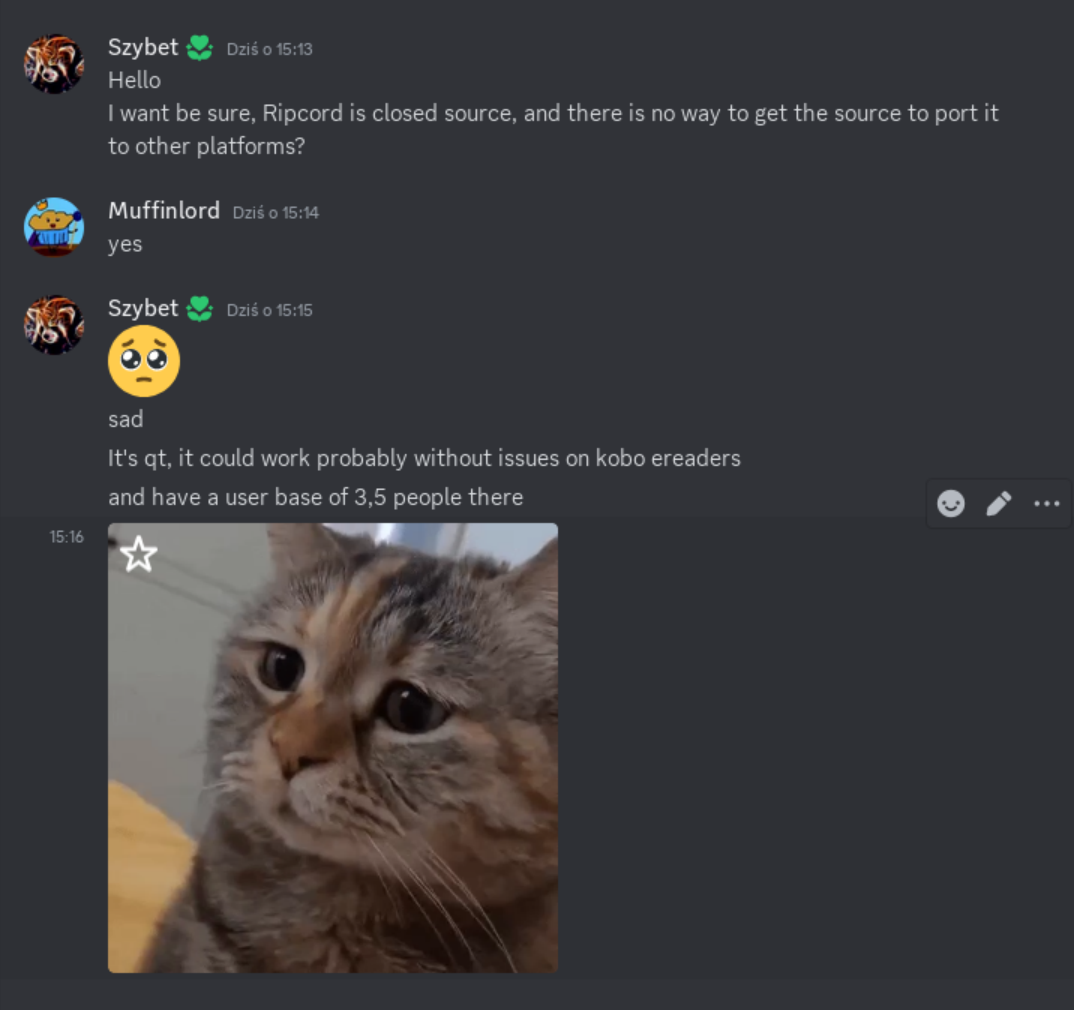 Szybet Dziś o 15:13
Hello
I want be sure, Ripcord is closed source, and there is no way to get the source to port it
to other platforms?
Muffinlord Dziś o 15:14
yes
Szybet Dziś o 15:15
sad
It's qt, it could work probably without issues on kobo ereaders
and have a user base of 3,5 people there
15:16